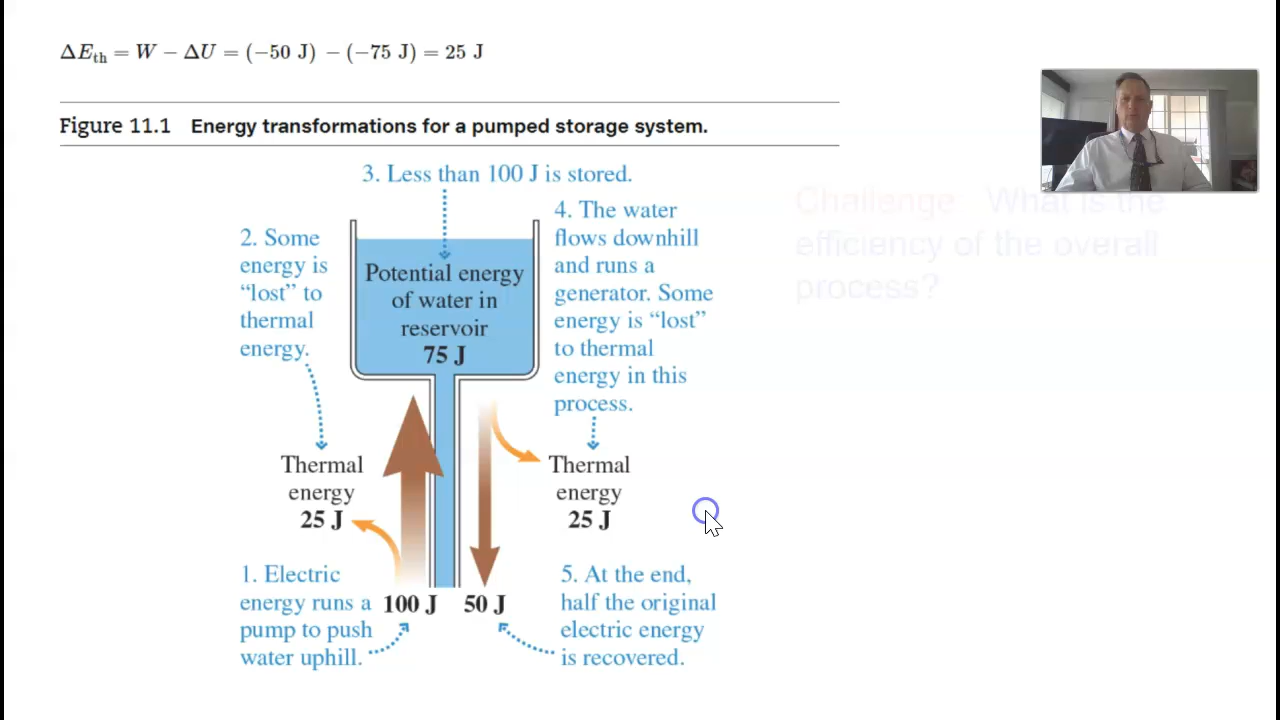 ΔE_th = W − ΔU = (−50 J) − (−75 J) = 25 J
Figure 11.1 Energy transformations for a pumped storage system.
3. Less than 100 J is stored.
2. Some
energy is
“lost” to
thermal
energy.
Potential energy
of water in
reservoir
75 J
4. The water
flows downhill
and runs a
generator. Some
energy is “lost”
to thermal
energy in this
process.
Challenge. What is the
efficiency of the overall
process?
Thermal
energy
25 J
Thermal
energy
25 J
1. Electric
energy runs a
pump to push
water uphill.
100 J
50 J
5. At the end,
half the original
electric energy
is recovered.